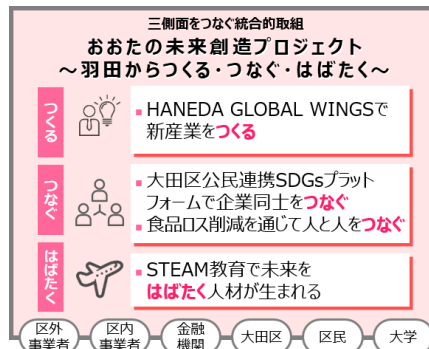 三側面をつなぐ統合的取組
おおたの未来創造プロジェクト
～羽田からつくる・つなぐ・はばたく～
つくる
HANEDA GLOBAL WINGSで
新産業をつくる
つなぐ
大田区公民連携SDGsプラット
フォームで企業同士をつなぐ
食品ロス削減を通じて人と人をつなぐ
はばたく
STEAM教育で未来を
はばたく人材が生まれる
区外
事業者
区内
事業者
金融
機関
大田区
区民
大学